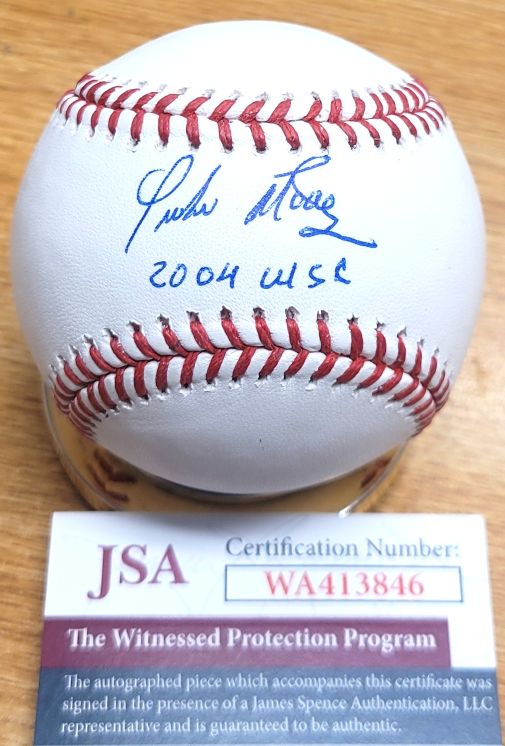 2004 WSC
JSA
Certification Number:
WA413846
The Witnessed Protection Program
The autographed piece which accompanies this certificate was
signed in the presence of a James Spence Authentication, LLC
representative and is guaranteed to be authentic.